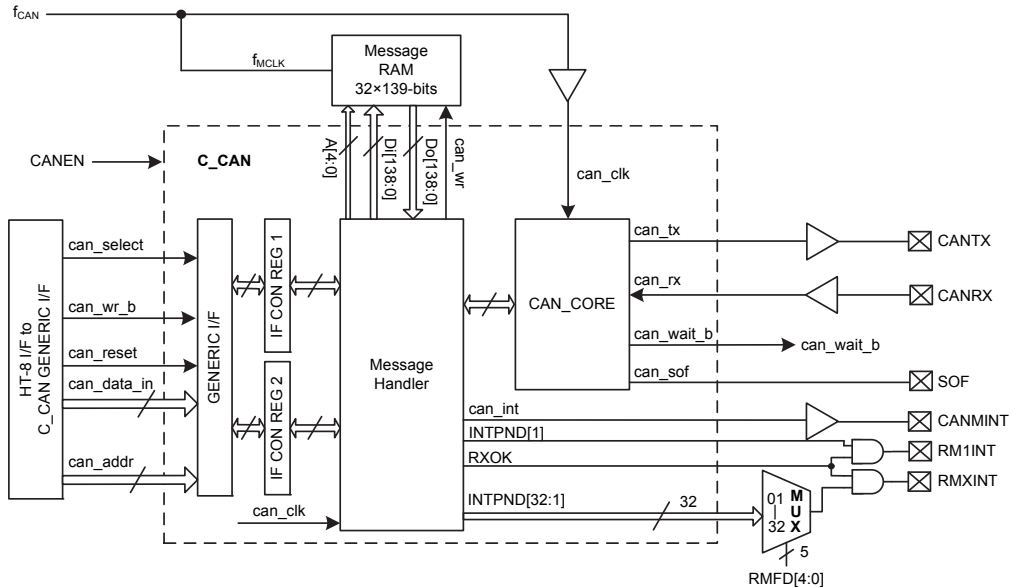 fCAN
Message
RAM
32×139-bits
fMCLK
CANEN
C_CAN
A[4:0]
Di[138:0]
Do[138:0]
can_wr
can_clk
HT-8 I/F to
C_CAN GENERIC I/F
can_select
can_wr_b
can_reset
can_data_in
can_addr
GENERIC I/F
IF CON REG 1
IF CON REG 2
can_clk
Message
Handler
CAN_CORE
can_tx
CANTX
can_rx
CANRX
can_wait_b
can_wait_b
can_sof
SOF
can_int
CANMINT
INTPND[1]
RM1INT
RXOK
RMXINT
INTPND[32:1]
32
01
|
32
MUX
5
RMFD[4:0]